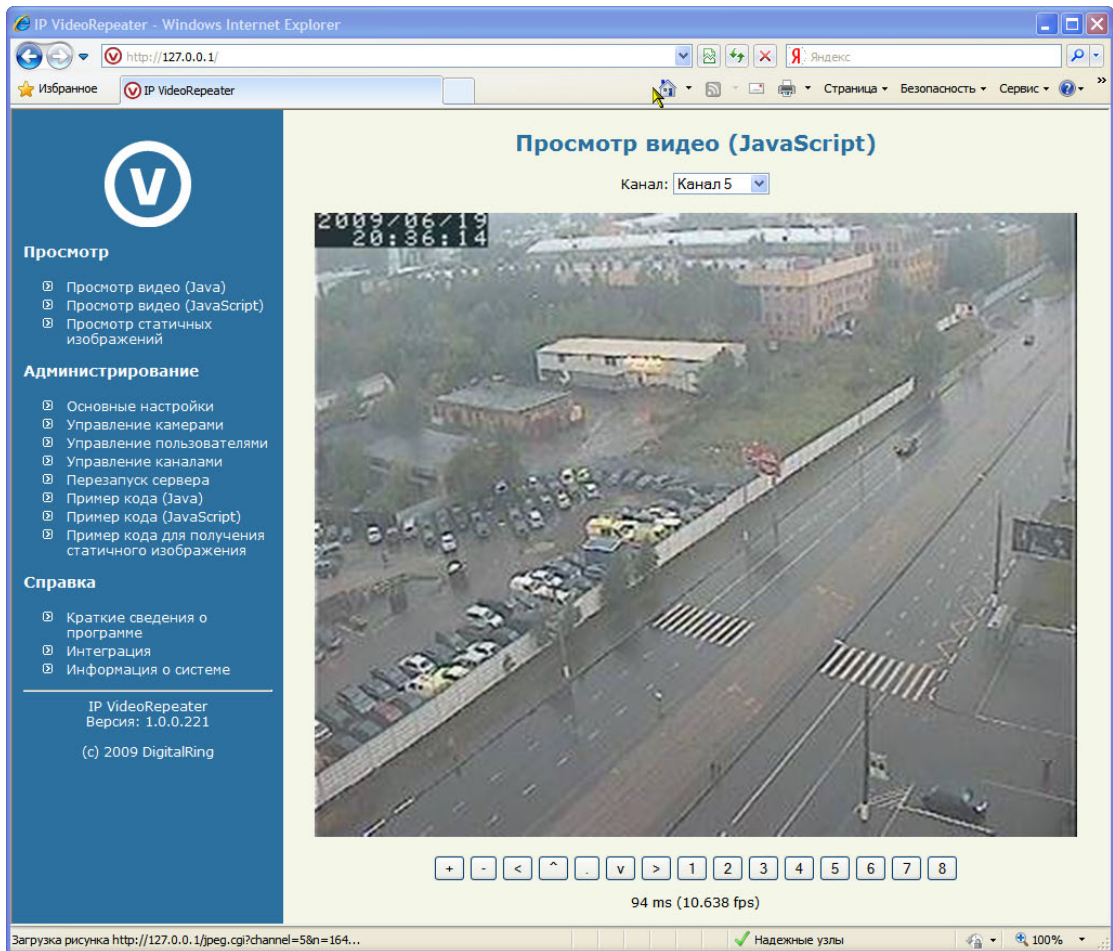 IP VideoRepeater - Windows Internet Explorer
http://127.0.0.1/
Я Яндекс
Избранное
IP VideoRepeater
Страница
Безопасность
Сервис
»
V
Просмотр
Просмотр видео (Java)
Просмотр видео (JavaScript)
Просмотр статичных
изображений
Администрирование
Основные настройки
Управление камерами
Управление пользователями
Управление каналами
Перезапуск сервера
Пример кода (Java)
Пример кода (JavaScript)
Пример кода для получения
статичного изображения
Справка
Краткие сведения о
программе
Интеграция
Информация о системе
IP VideoRepeater
Версия: 1.0.0.221
(c) 2009 DigitalRing
Просмотр видео (JavaScript)
Канал: Канал 5
2009/06/19
20:36:14
+ - < ^ . v > 1 2 3 4 5 6 7 8
94 ms (10.638 fps)
Загрузка рисунка http://127.0.0.1/jpeg.cgi?channel=5&n=164...
Надежные узлы
100%